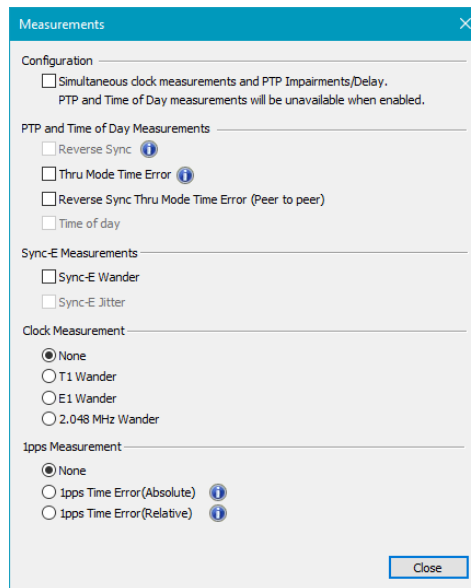 Measurements
Configuration
Simultaneous clock measurements and PTP Impairments/Delay.
PTP and Time of Day measurements will be unavailable when enabled.
PTP and Time of Day Measurements
Reverse Sync
Thru Mode Time Error
Reverse Sync Thru Mode Time Error (Peer to peer)
Time of day
Sync-E Measurements
Sync-E Wander
Sync-E Jitter
Clock Measurement
None
T1 Wander
E1 Wander
2.048 MHz Wander
1pps Measurement
None
1pps Time Error(Absolute)
1pps Time Error(Relative)
Close